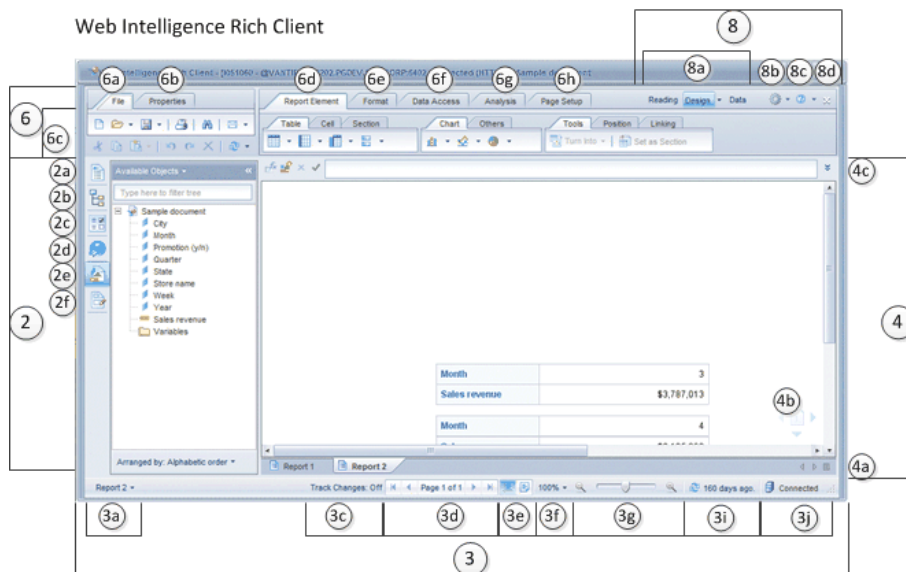 Web Intelligence Rich Client
8
8a
8b 8c 8d
6a 6b 6d 6e 6f 6g 6h
File Properties Report Element Format Data Access Analysis Page Setup Reading Design Data
6
6c
Table Cell Section Chart Others Tools Position Linking
Turn Into Set as Section
2a
Available Objects
4c
2b
Type here to filter tree
2c
Sample document
City
Month
2d
Promotion (y/n)
Quarter
2e
State
Store name
2f
Week
Year
2
Sales revenue
4
Variables
Month 3
Sales revenue $3,787,013
4b
Month 4
Arranged by: Alphabetic order
Report 1 Report 2
4a
Report 2 Track Changes: Off Page 1 of 1 100% 160 days ago. Connected
3a 3c 3d 3e 3f 3g 3i 3j
3